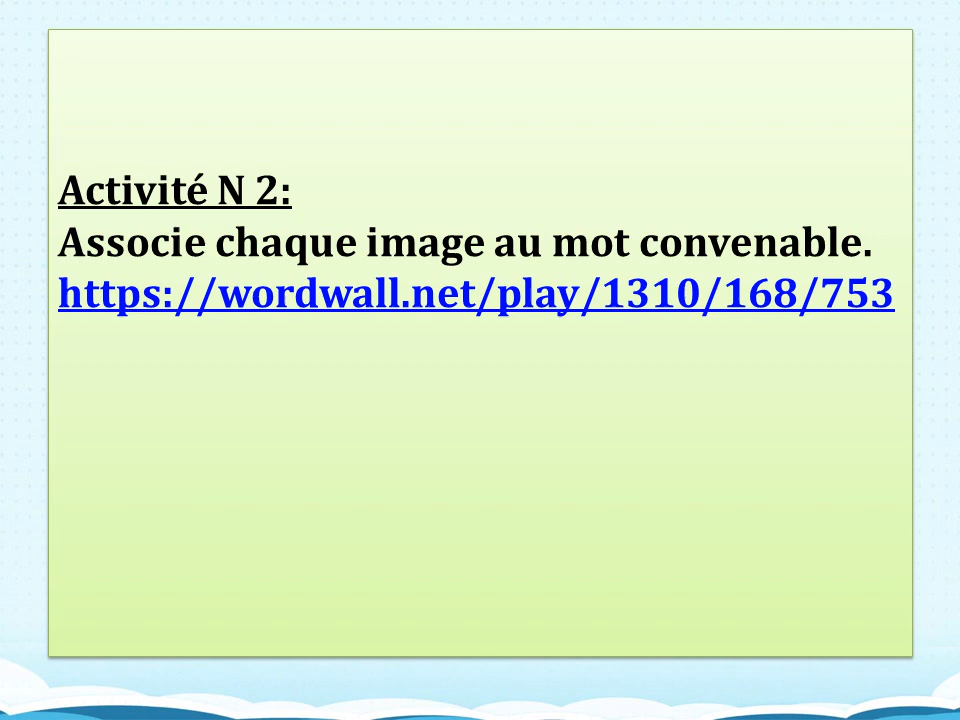 Activité N 2:
Associe chaque image au mot convenable.
https://wordwall.net/play/1310/168/753